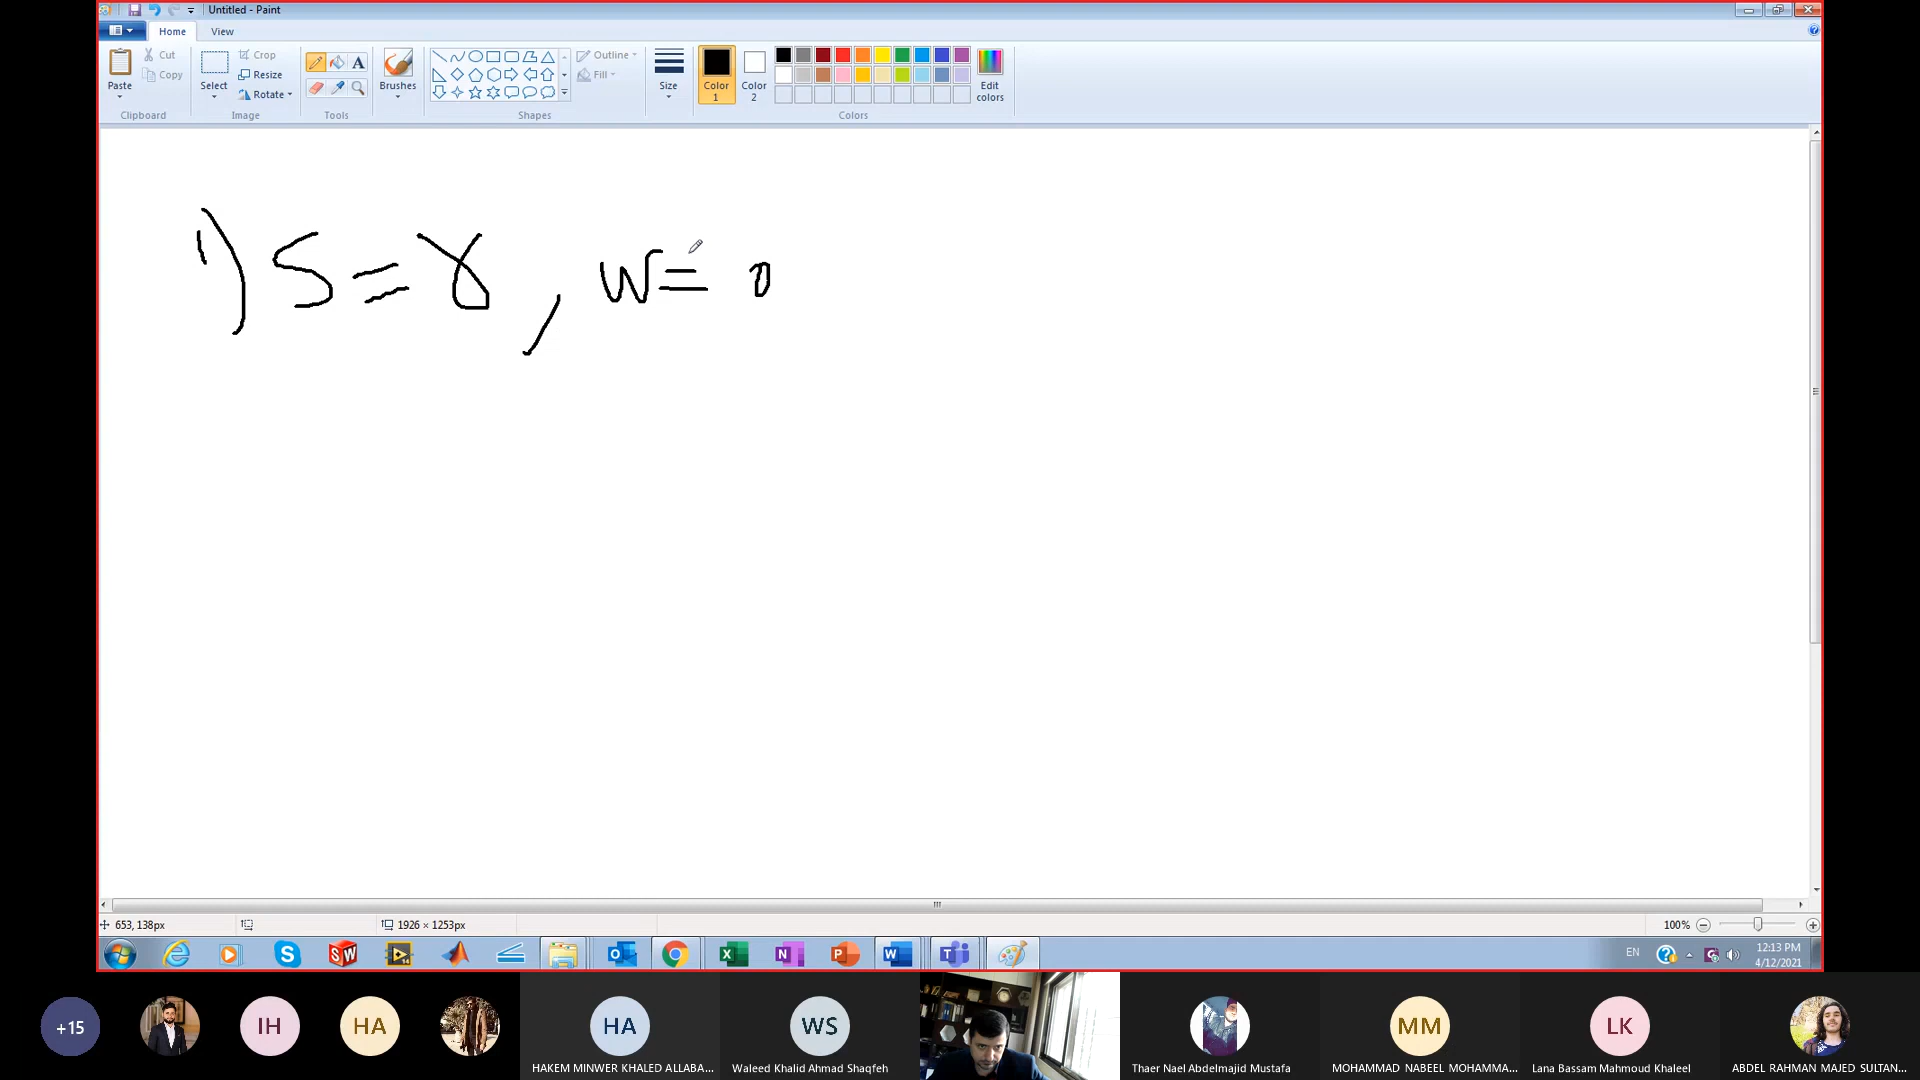 Untitled - Paint
Home View
Paste
Cut
Copy
Clipboard
Select
Crop
Resize
Rotate
Image
Tools
Brushes
Outline
Fill
Shapes
Size
Color 1
Color 2
Edit colors
Colors
1) S = γ , w = 0
653, 138px
1926 × 1253px
100%
EN
12:13 PM
4/12/2021
+15
IH
HA
HA
HAKEM MINWER KHALED ALLABA...
WS
Waleed Khalid Ahmad Shaqfeh
Thaer Nael Abdelmajid Mustafa
MM
MOHAMMAD NABEEL MOHAMMA...
LK
Lana Bassam Mahmoud Khaleel
ABDEL RAHMAN MAJED SULTAN...